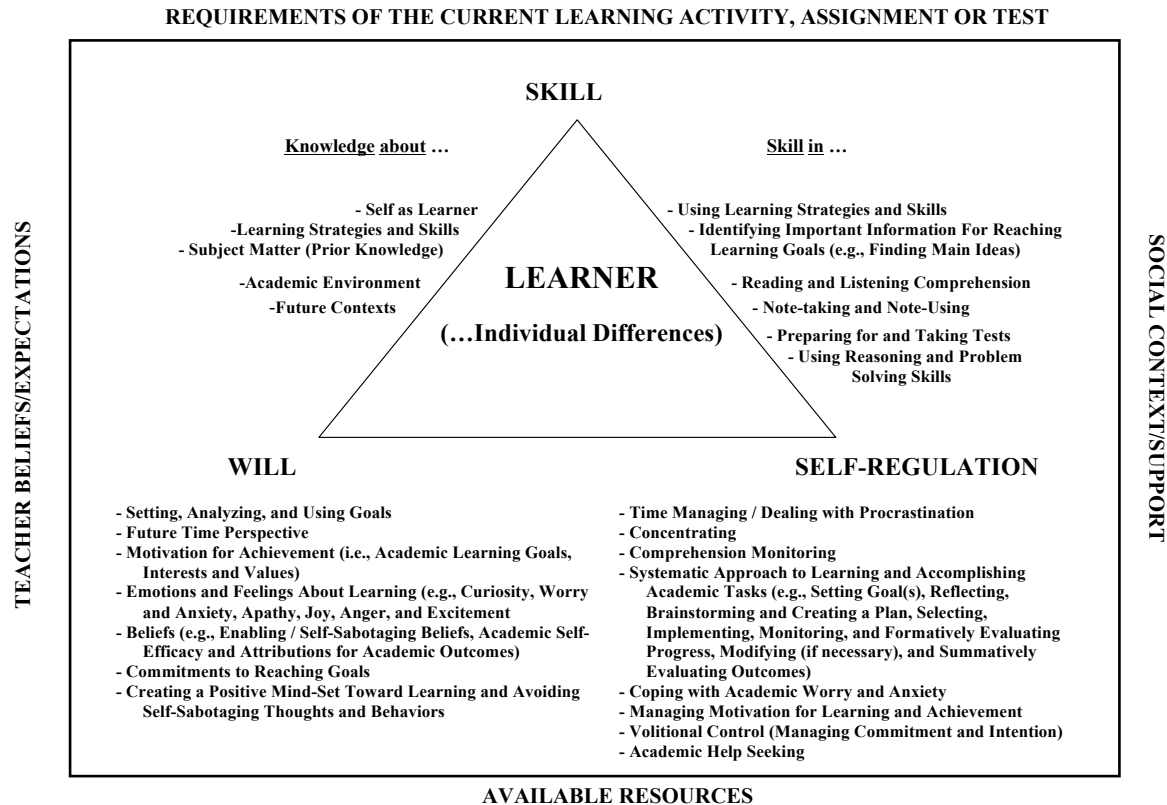 REQUIREMENTS OF THE CURRENT LEARNING ACTIVITY, ASSIGNMENT OR TEST
TEACHER BELIEFS/EXPECTATIONS
SKILL
Knowledge about …
- Self as Learner
-Learning Strategies and Skills
- Subject Matter (Prior Knowledge)
-Academic Environment
-Future Contexts
Skill in …
- Using Learning Strategies and Skills
- Identifying Important Information For Reaching
Learning Goals (e.g., Finding Main Ideas)
- Reading and Listening Comprehension
- Note-taking and Note-Using
- Preparing for and Taking Tests
- Using Reasoning and Problem
Solving Skills
LEARNER
(…Individual Differences)
WILL
- Setting, Analyzing, and Using Goals
- Future Time Perspective
- Motivation for Achievement (i.e., Academic Learning Goals,
Interests and Values)
- Emotions and Feelings About Learning (e.g., Curiosity, Worry
and Anxiety, Apathy, Joy, Anger, and Excitement
- Beliefs (e.g., Enabling / Self-Sabotaging Beliefs, Academic Self-
Efficacy and Attributions for Academic Outcomes)
- Commitments to Reaching Goals
- Creating a Positive Mind-Set Toward Learning and Avoiding
Self-Sabotaging Thoughts and Behaviors
SELF-REGULATION
- Time Managing / Dealing with Procrastination
- Concentrating
- Comprehension Monitoring
- Systematic Approach to Learning and Accomplishing
Academic Tasks (e.g., Setting Goal(s), Reflecting,
Brainstorming and Creating a Plan, Selecting,
Implementing, Monitoring, and Formatively Evaluating
Progress, Modifying (if necessary), and Summatively
Evaluating Outcomes)
- Coping with Academic Worry and Anxiety
- Managing Motivation for Learning and Achievement
- Volitional Control (Managing Commitment and Intention)
- Academic Help Seeking
SOCIAL CONTEXT/SUPPORT
AVAILABLE RESOURCES